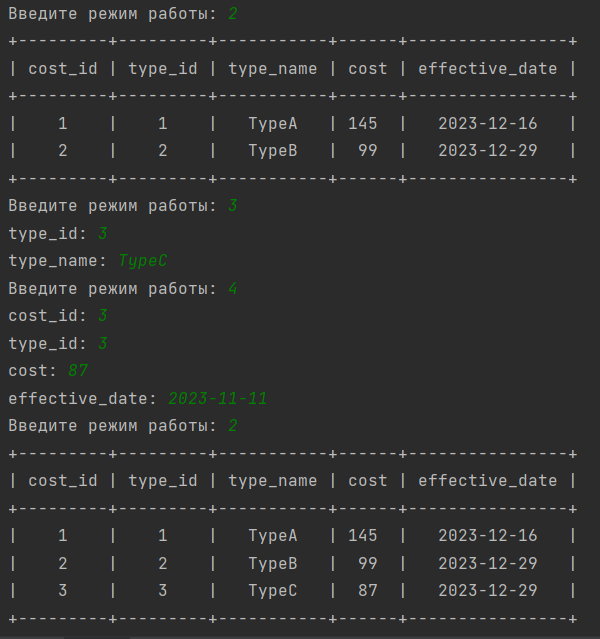 Введите режим работы: 2
+---------+---------+-----------+------+----------------+
| cost_id | type_id | type_name | cost | effective_date |
+---------+---------+-----------+------+----------------+
|    1    |    1    |   TypeA   | 145  |   2023-12-16   |
|    2    |    2    |   TypeB   |  99  |   2023-12-29   |
+---------+---------+-----------+------+----------------+
Введите режим работы: 3
type_id: 3
type_name: TypeC
Введите режим работы: 4
cost_id: 3
type_id: 3
cost: 87
effective_date: 2023-11-11
Введите режим работы: 2
+---------+---------+-----------+------+----------------+
| cost_id | type_id | type_name | cost | effective_date |
+---------+---------+-----------+------+----------------+
|    1    |    1    |   TypeA   | 145  |   2023-12-16   |
|    2    |    2    |   TypeB   |  99  |   2023-12-29   |
|    3    |    3    |   TypeC   |  87  |   2023-12-29   |
+---------+---------+-----------+------+----------------+